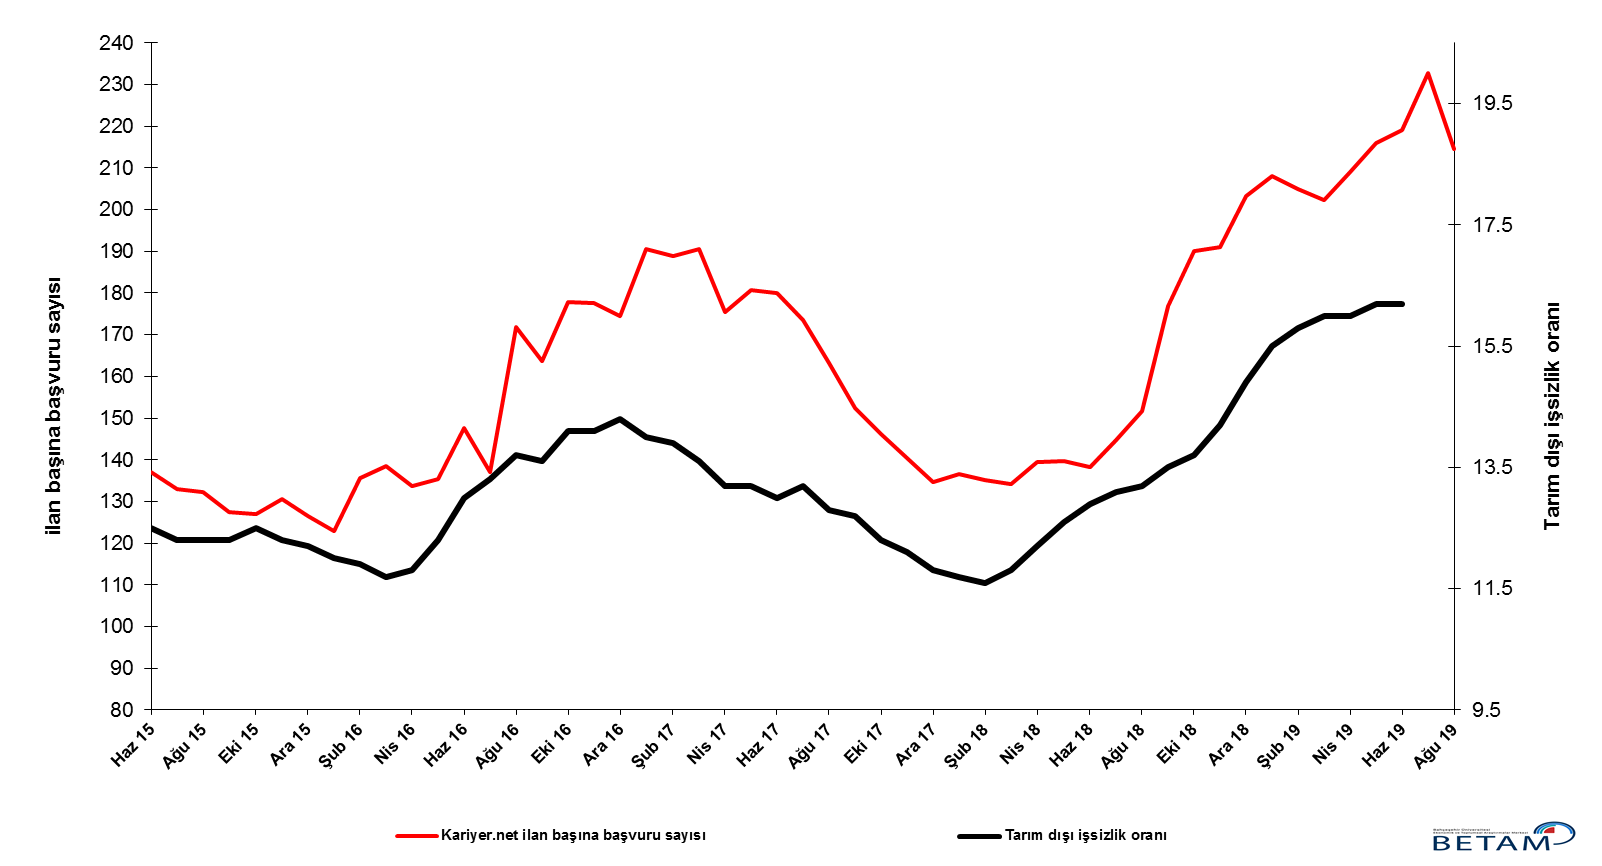 240
230
220
210
200
190
180
170
160
150
140
130
120
110
100
90
80
ilan başına başvuru sayısı
19.5
17.5
15.5
13.5
11.5
9.5
Tarım dışı işsizlik oranı
Haz 15
Ağu 15
Eki 15
Ara 15
Şub 16
Nis 16
Haz 16
Ağu 16
Eki 16
Ara 16
Şub 17
Nis 17
Haz 17
Ağu 17
Eki 17
Ara 17
Şub 18
Nis 18
Haz 18
Ağu 18
Eki 18
Ara 18
Şub 19
Nis 19
Haz 19
Ağu 19
Kariyer.net ilan başına başvuru sayısı
Tarım dışı işsizlik oranı
BETAM